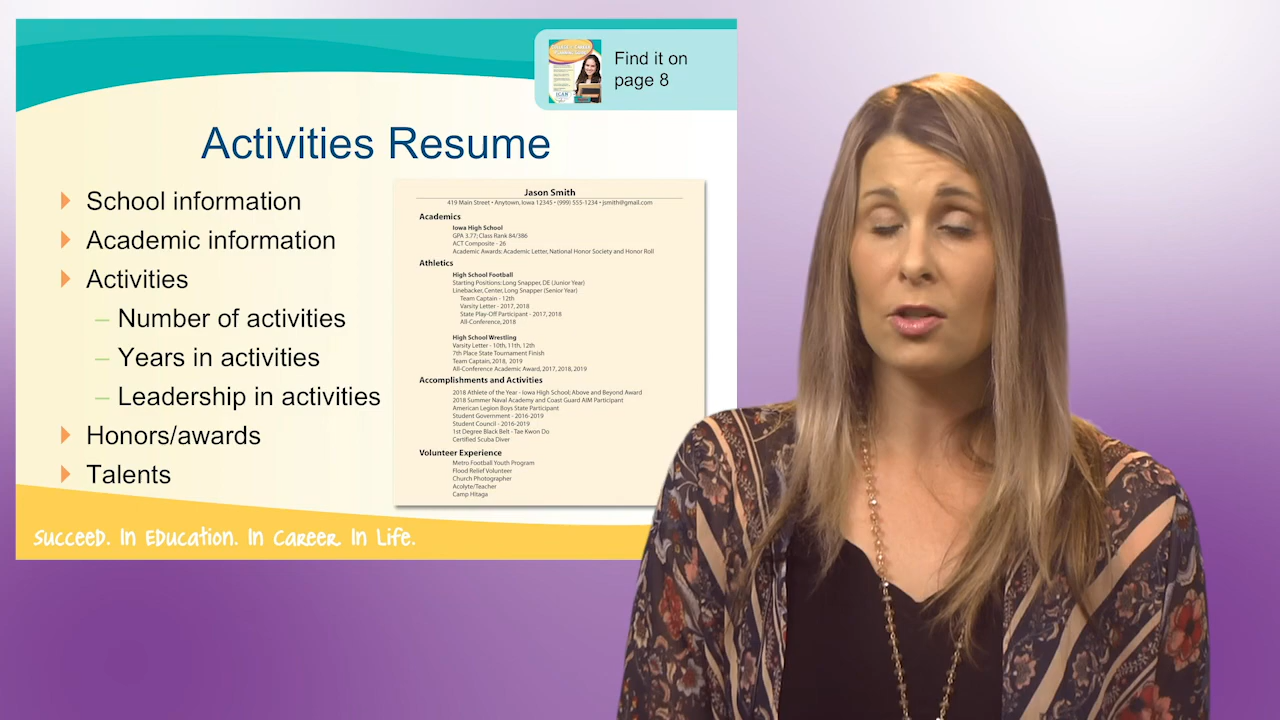 Find it on
page 8
Activities Resume
School information
Academic information
Activities
– Number of activities
– Years in activities
– Leadership in activities
Honors/awards
Talents
Jason Smith
419 Main Street • Anytown, Iowa 12345 • (999) 555-1234 • jsmith@gmail.com
Academics
Iowa High School
GPA 3.77; Class Rank 84/386
ACT Composite - 26
Academic Awards: Academic Letter, National Honor Society and Honor Roll
Athletics
High School Football
Starting Positions: Long Snapper, DE (Junior Year)
Linebacker, Center, Long Snapper (Senior Year)
Team Captain - 12th
Varsity Letter - 2017, 2018
State Play-Off Participant - 2017, 2018
All-Conference, 2018
High School Wrestling
Varsity Letter - 10th, 11th, 12th
7th Place State Tournament Finish
Team Captain, 2018, 2019
All-Conference Academic Award, 2017, 2018, 2019
Accomplishments and Activities
2018 Athlete of the Year - Iowa High School; Above and Beyond Award
2018 Summer Naval Academy and Coast Guard AIM Participant
American Legion Boys State Participant
Student Government - 2016-2019
Student Council - 2016-2019
1st Degree Black Belt - Tae Kwon Do
Certified Scuba Diver
Volunteer Experience
Metro Football Youth Program
Flood Relief Volunteer
Church Photographer
Acolyte/Teacher
Camp Hitaga
Succeed. In Education. In Career. In Life.